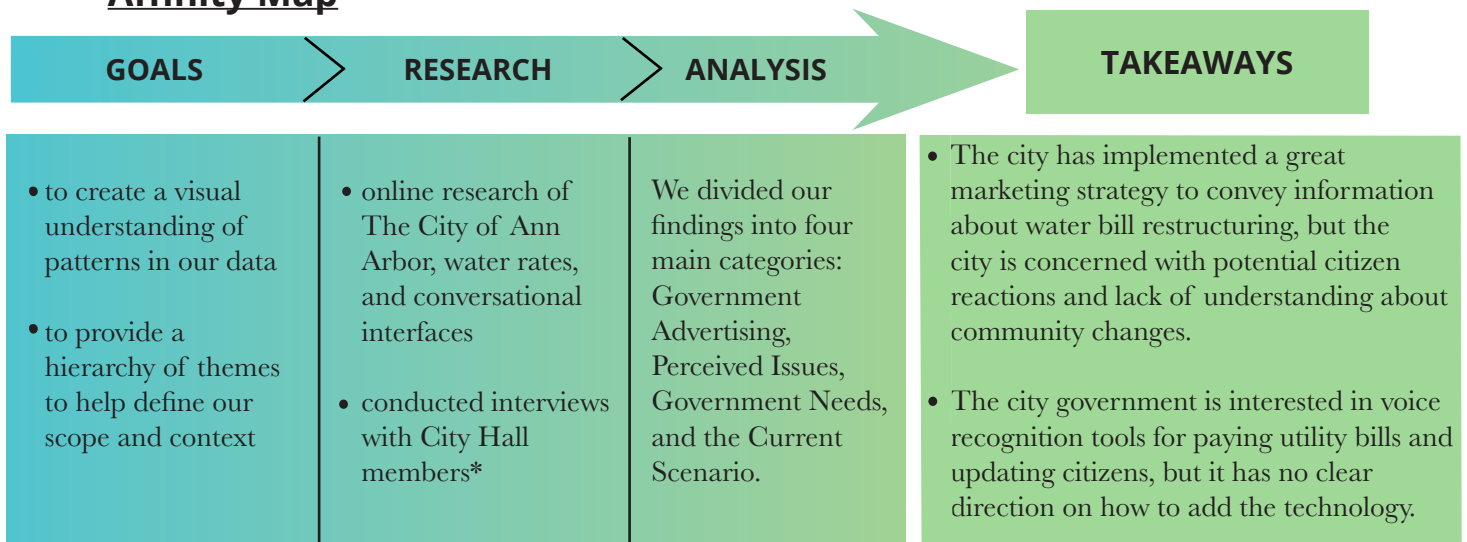 Affinity Map
GOALS
RESEARCH
ANALYSIS
TAKEAWAYS
• to create a visual
understanding of
patterns in our data
• to provide a
hierarchy of themes
to help define our
scope and context
• online research of
The City of Ann
Arbor, water rates,
and conversational
interfaces
• conducted interviews
with City Hall
members*
We divided our
findings into four
main categories:
Government
Advertising,
Perceived Issues,
Government Needs,
and the Current
Scenario.
• The city has implemented a great
marketing strategy to convey information
about water bill restructuring, but the
city is concerned with potential citizen
reactions and lack of understanding about
community changes.
• The city government is interested in voice
recognition tools for paying utility bills and
updating citizens, but it has no clear
direction on how to add the technology.